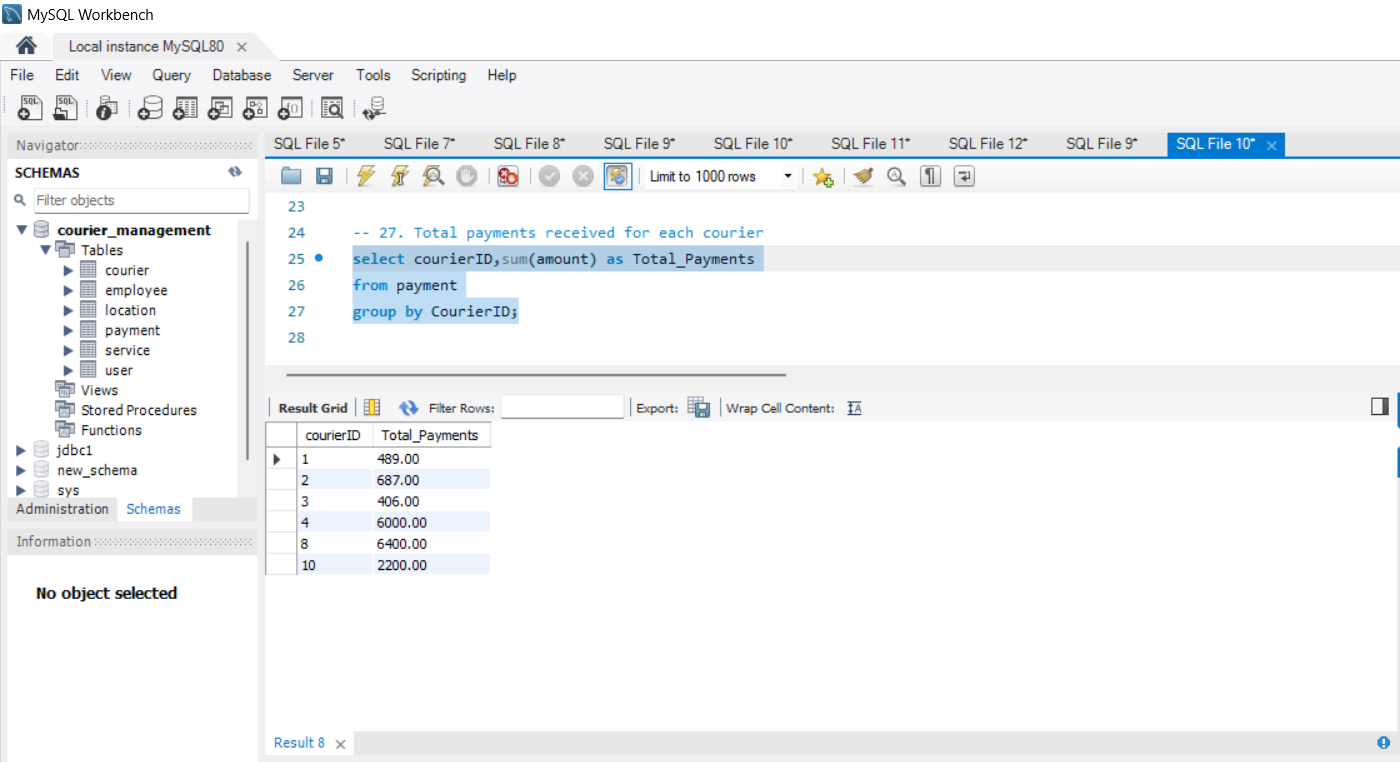 MySQL Workbench
Local instance MySQL80
File Edit View Query Database Server Tools Scripting Help
Navigator
SCHEMAS
Filter objects
courier_management
Tables
courier
employee
location
payment
service
user
Views
Stored Procedures
Functions
jdbc1
new_schema
sys
Administration Schemas
Information
No object selected
SQL File 5* SQL File 7* SQL File 8* SQL File 9* SQL File 10* SQL File 11* SQL File 12* SQL File 9* SQL File 10*
Limit to 1000 rows
23
24 -- 27. Total payments received for each courier
25 select courierID,sum(amount) as Total_Payments
26 from payment
27 group by CourierID;
28
Result Grid Filter Rows: Export: Wrap Cell Content:
courierID Total_Payments
1 489.00
2 687.00
3 406.00
4 6000.00
8 6400.00
10 2200.00
Result 8